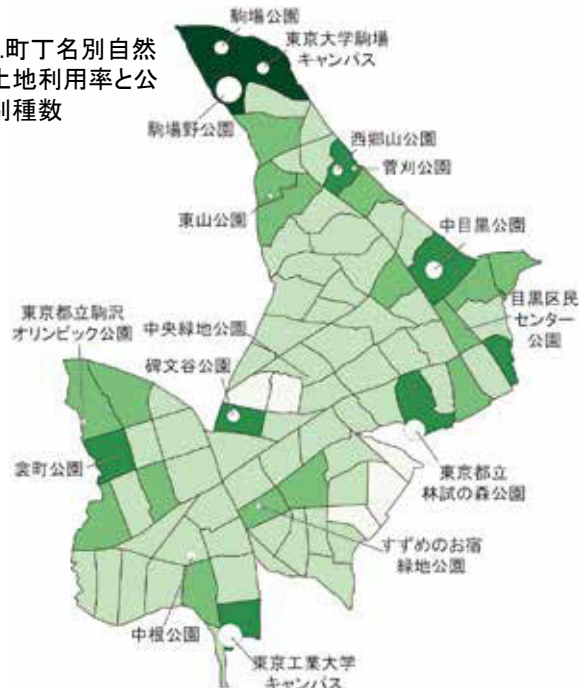 駒場公園
東京大学駒場
キャンパス
.町丁名別自然
土地利用率と公
別種数
駒場野公園
西郷山公園
菅刈公園
東山公園
中目黒公園
東京都立駒沢
オリンピック公園
中央緑地公園
目黒区民
センター
公園
碑文谷公園
衾町公園
東京都立
林試の森公園
すずめのお宿
緑地公園
中根公園
東京工業大学
キャンパス